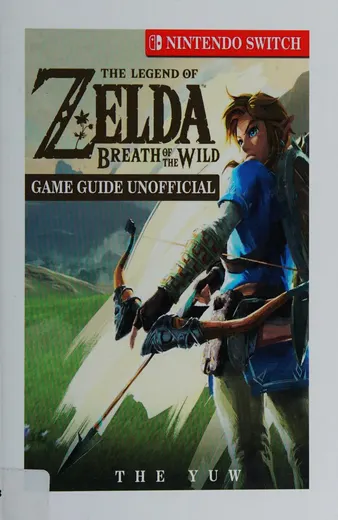 NINTENDO SWITCH
THE LEGEND OF
ZELDA
BREATH OF THE WILD
GAME GUIDE UNOFFICIAL
THE YUW